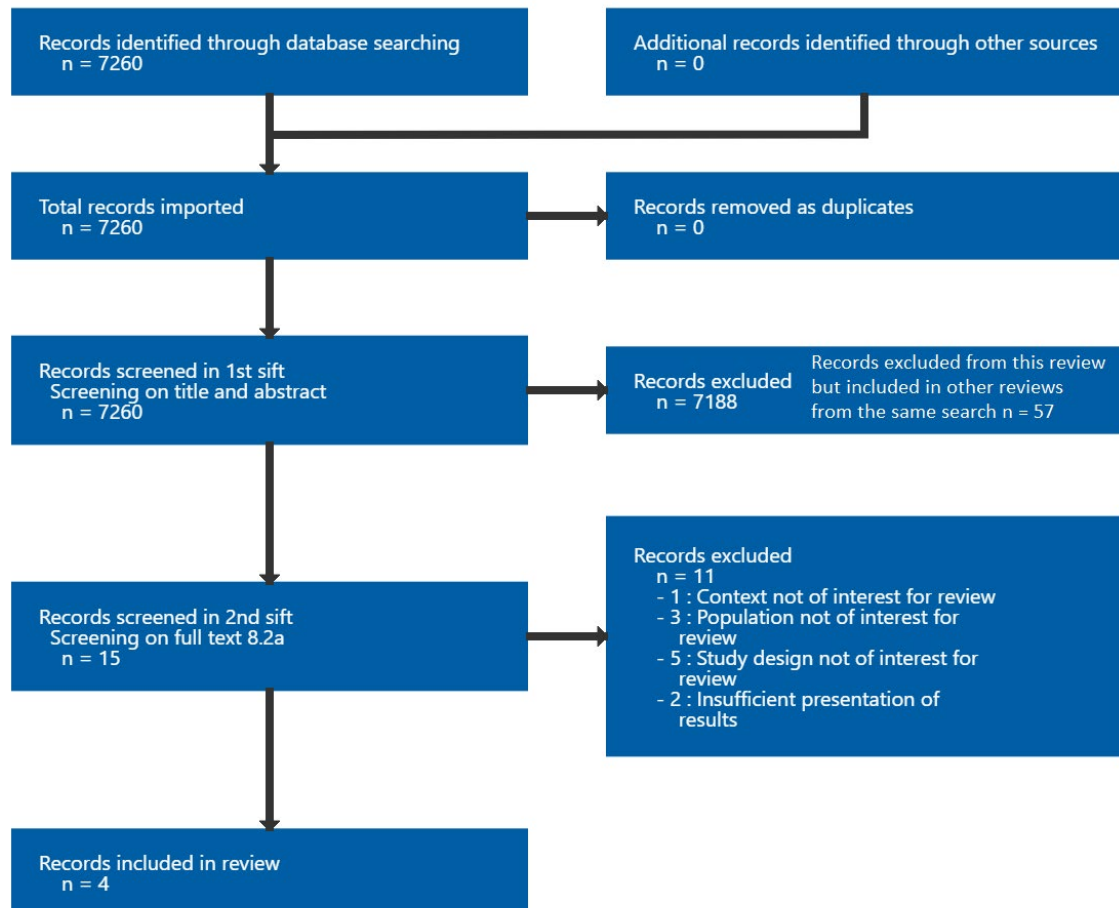 Records identified through database searching
n = 7260
Additional records identified through other sources
n = 0
Total records imported
n = 7260
Records removed as duplicates
n = 0
Records screened in 1st sift
Screening on title and abstract
n = 7260
Records excluded
n = 7188
Records excluded from this review
but included in other reviews
from the same search n = 57
Records screened in 2nd sift
Screening on full text 8.2a
n = 15
Records excluded
n = 11
- 1 : Context not of interest for review
- 3 : Population not of interest for
review
- 5 : Study design not of interest for
review
- 2 : Insufficient presentation of
results
Records included in review
n = 4